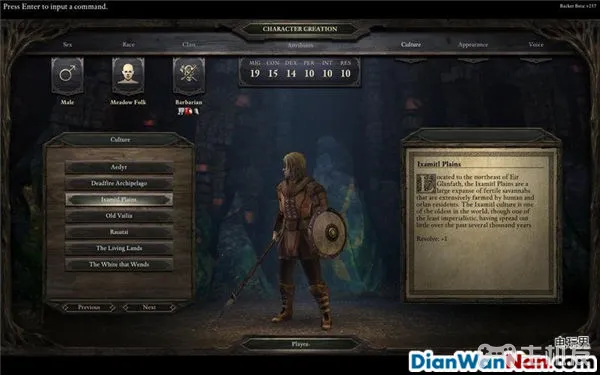 Press Enter to input a command.
Backer Beta: v257
CHARACTER CREATION
Sex
Race
Class
Attributes
Culture
Appearance
Voice
MIG CON DEX PER INT RES
19 15 14 10 10 10
Male
Meadow Folk
Barbarian
Culture
Aedyr
Deadfire Archipelago
Ixamitl Plains
Old Vailia
Rauatai
The Living Lands
The White that Wends
Previous
Next
Ixamitl Plains
Located to the northeast of Eir
Glanfath, the Ixamitl Plains are a
large expanse of fertile savannahs
that are extensively farmed by human and
orlan residents. The Ixamitl culture is one
of the oldest in the world, though one of the
least imperialistic, having spread out
little over the past several thousand years
Resolve: +1
Player
DianWanNan.com